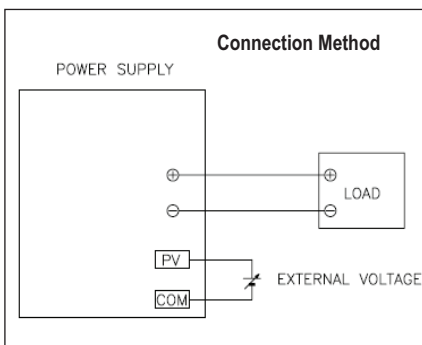 Connection Method
POWER SUPPLY
+ +
LOAD
- -
PV
EXTERNAL VOLTAGE
COM